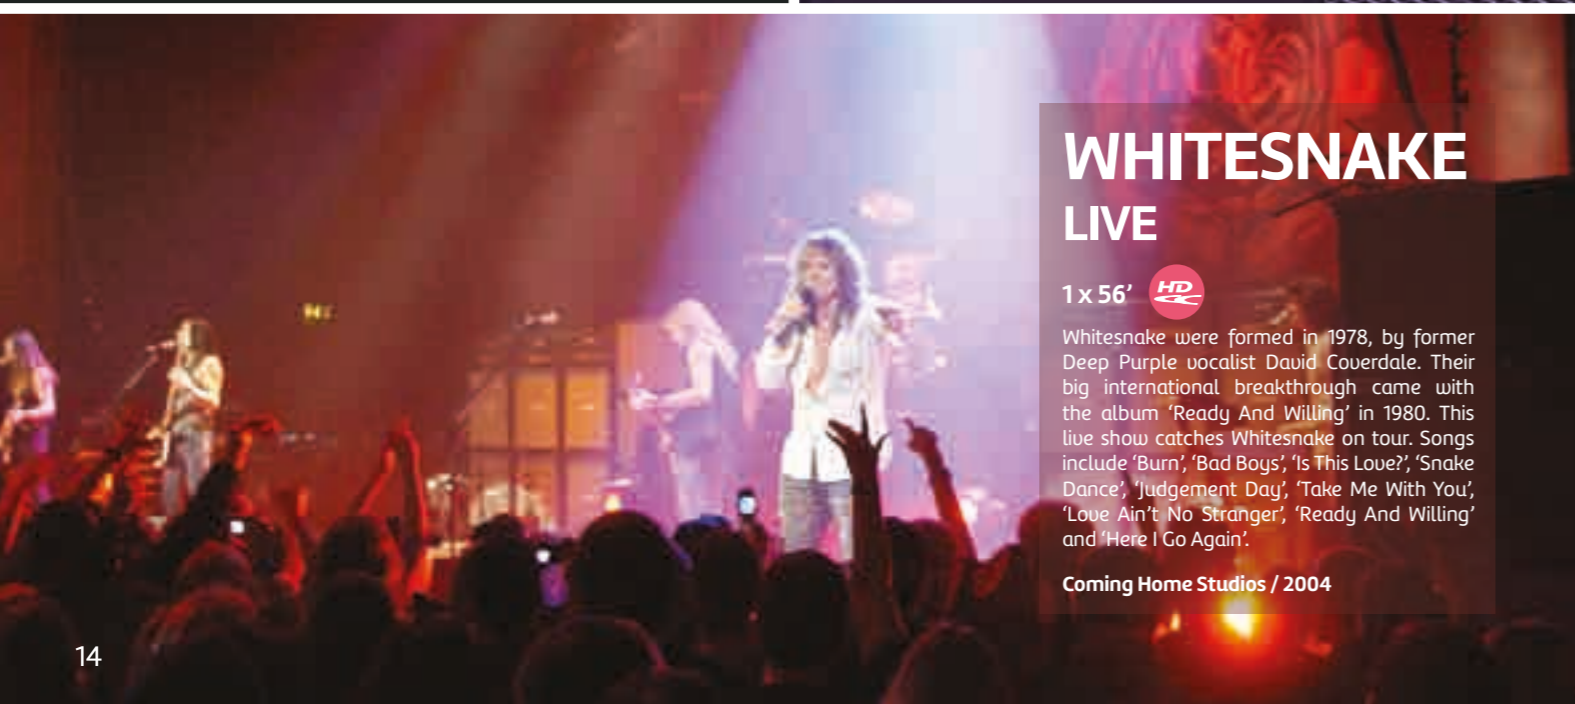 WHITESNAKE
LIVE
1 x 56’
HD
Whitesnake were formed in 1978, by former
Deep Purple vocalist David Coverdale. Their
big international breakthrough came with
the album ‘Ready And Willing’ in 1980. This
live show catches Whitesnake on tour. Songs
include ‘Burn’, ‘Bad Boys’, ‘Is This Love?’, ‘Snake
Dance’, ‘Judgement Day’, ‘Take Me With You’,
‘Love Ain’t No Stranger’, ‘Ready And Willing’
and ‘Here I Go Again’.
Coming Home Studios / 2004
14